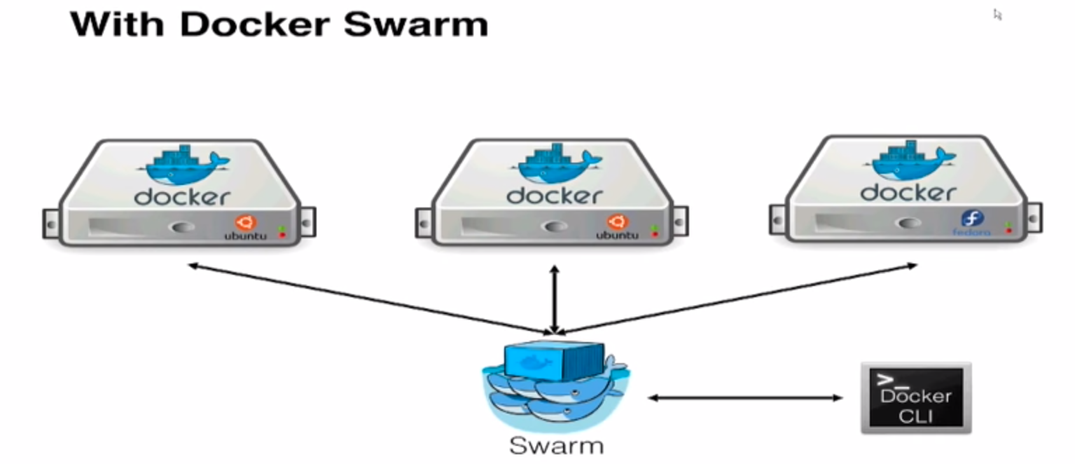 With Docker Swarm
docker
docker
docker
ubuntu
ubuntu
fedora
>_
Docker
CLI
Swarm